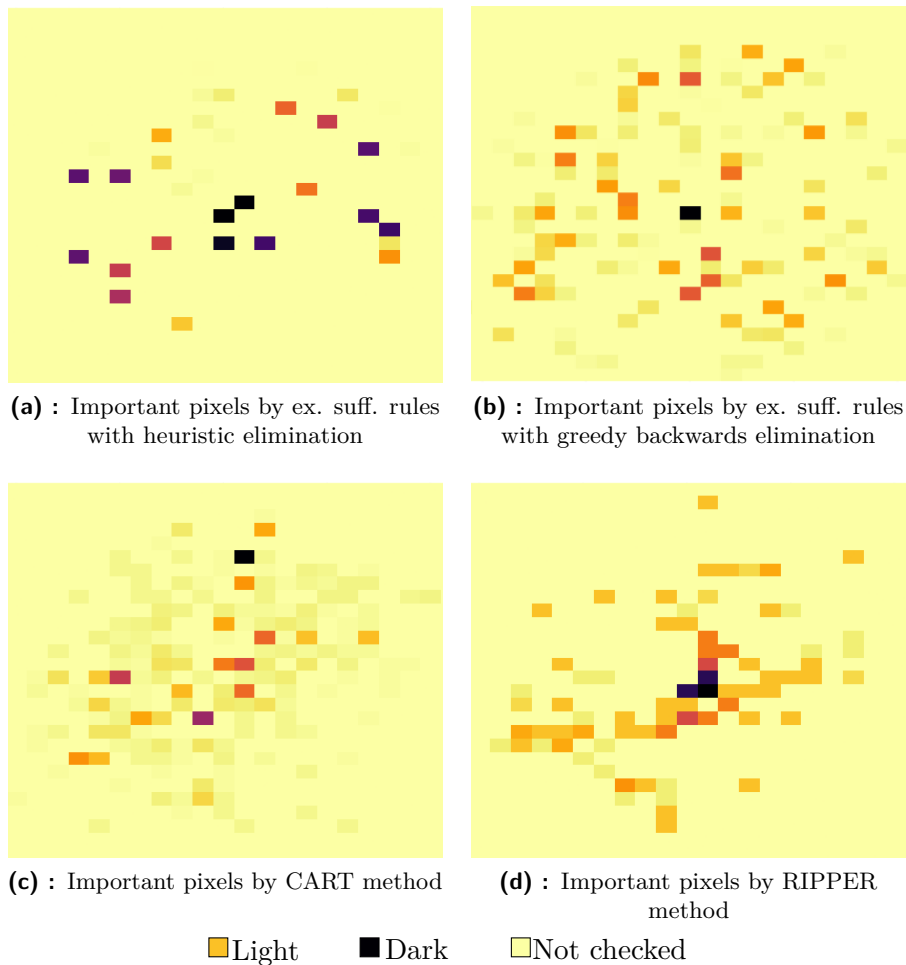 (a) : Important pixels by ex. suff. rules
with heuristic elimination
(b) : Important pixels by ex. suff. rules
with greedy backwards elimination
(c) : Important pixels by CART method
(d) : Important pixels by RIPPER
method
Light Dark Not checked